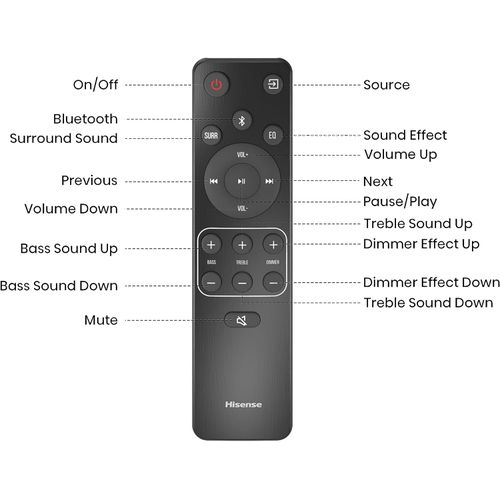 On/Off
Source
Bluetooth
Surround Sound
SURR
EQ
Sound Effect
VOL+
Volume Up
Previous
Next
Pause/Play
Volume Down
VOL-
Treble Sound Up
Bass Sound Up
Dimmer Effect Up
BASS
TREBLE
DIMMER
Bass Sound Down
Dimmer Effect Down
Treble Sound Down
Mute
Hisense